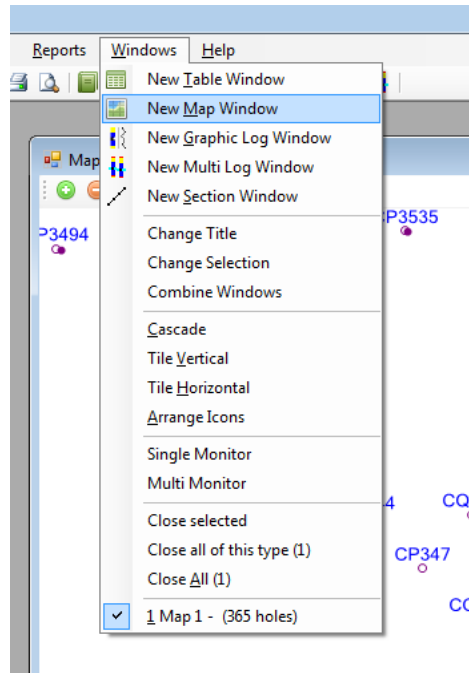 Reports Windows Help
New Table Window
New Map Window
Map
New Graphic Log Window
New Multi Log Window
New Section Window
P3494
P3535
Change Title
Change Selection
Combine Windows
Cascade
Tile Vertical
Tile Horizontal
Arrange Icons
Single Monitor
Multi Monitor
4
CQ
Close selected
Close all of this type (1)
CP347
Close All (1)
CQ
1 Map 1 - (365 holes)